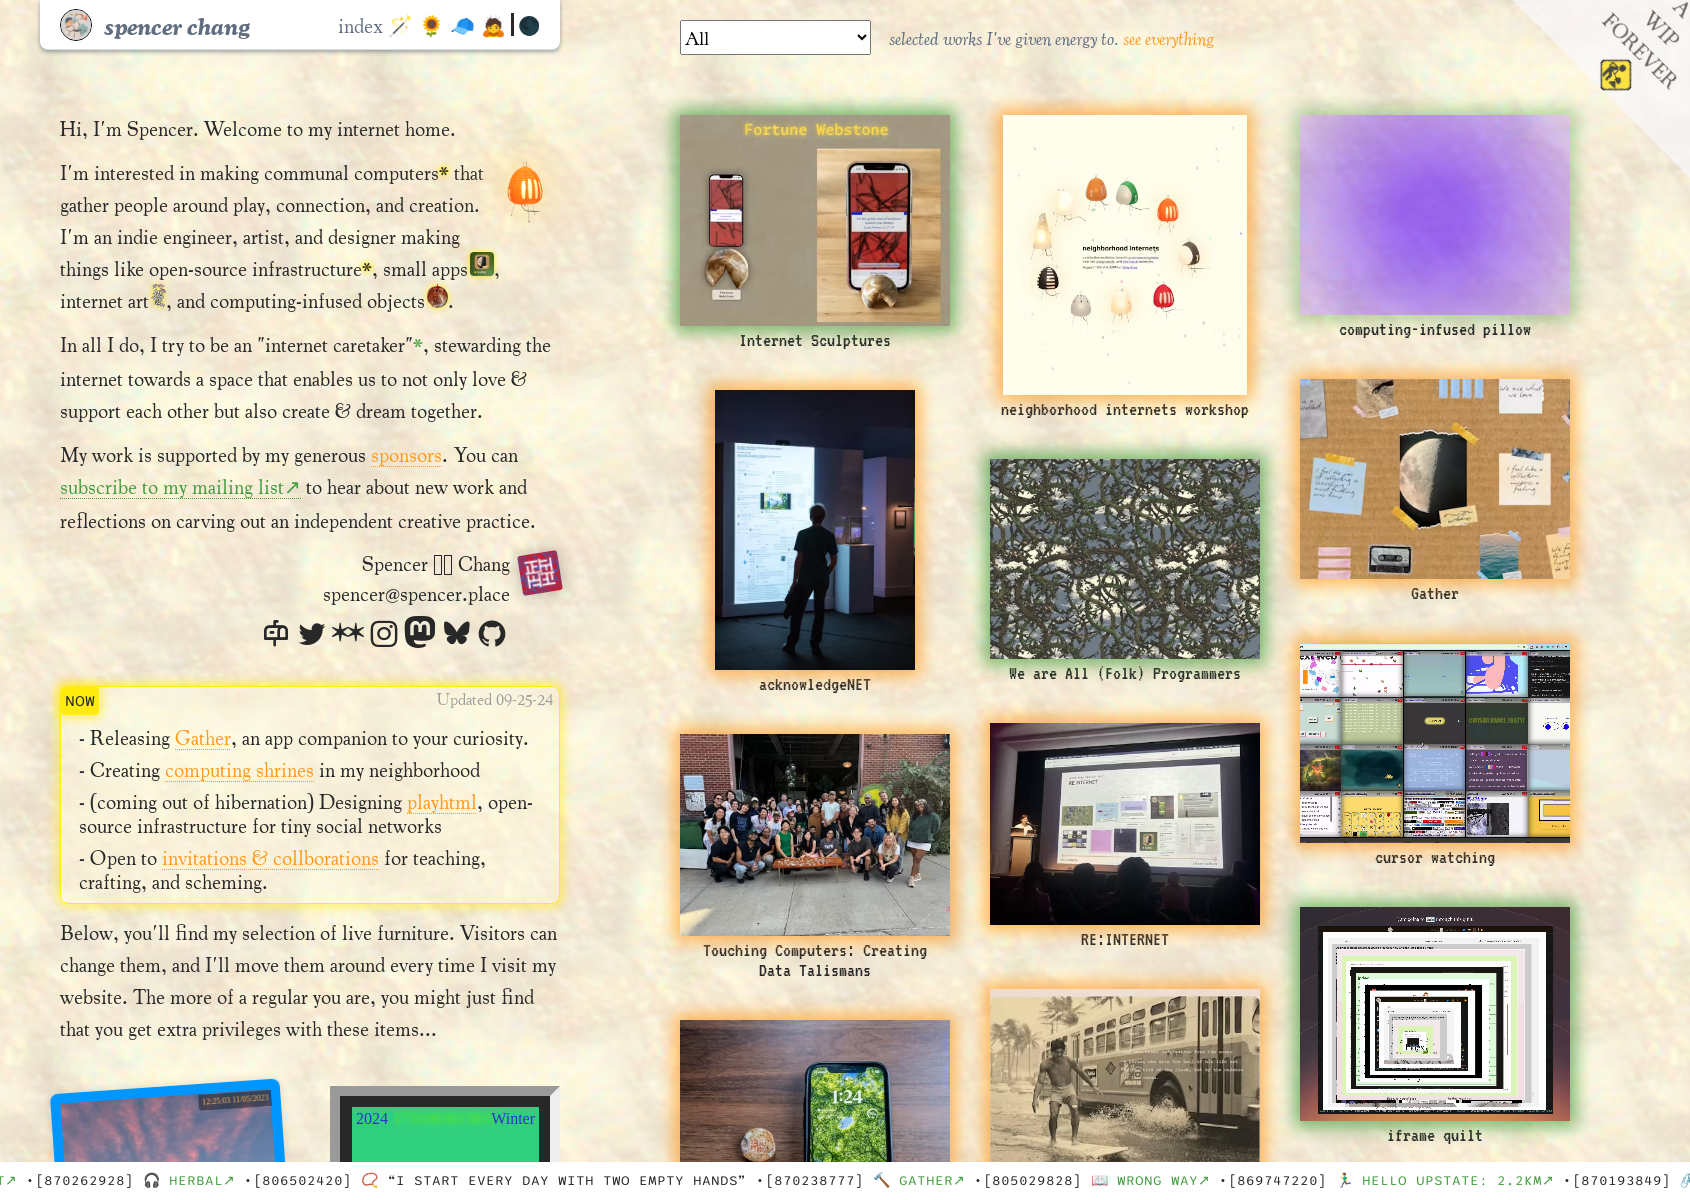 spencer chang
index
All
selected works I've given energy to. see everything
A WIP FOREVER
Hi, I'm Spencer. Welcome to my internet home.
I'm interested in making communal computers* that
gather people around play, connection, and creation.
I'm an indie engineer, artist, and designer making
things like open-source infrastructure*, small apps,
internet art, and computing-infused objects.
In all I do, I try to be an "internet caretaker"*, stewarding the
internet towards a space that enables us to not only love &
support each other but also create & dream together.
My work is supported by my generous sponsors. You can
subscribe to my mailing list↗ to hear about new work and
reflections on carving out an independent creative practice.
Spencer Chang
spencer@spencer.place
NOW
Updated 09-25-24
- Releasing Gather, an app companion to your curiosity.
- Creating computing shrines in my neighborhood
- (coming out of hibernation) Designing playhtml, open-
source infrastructure for tiny social networks
- Open to invitations & collborations for teaching,
crafting, and scheming.
Below, you'll find my selection of live furniture. Visitors can
change them, and I'll move them around every time I visit my
website. The more of a regular you are, you might just find
that you get extra privileges with these items...
12:25:03 11/05/2023
2024 Winter
Fortune Webstone
Internet Sculptures
neighborhood internets
neighborhood internets workshop
computing-infused pillow
acknowledgeNET
We are All (Folk) Programmers
Gather
Touching Computers: Creating
Data Talismans
RE:INTERNET
cursor watching
1:24
iframe quilt
T↗ •[870262928] 🎧 HERBAL↗ •[806502420] 📿 “I START EVERY DAY WITH TWO EMPTY HANDS” •[870238777] 🔨 GATHER↗ •[805029828] 📖 WRONG WAY↗ •[869747220] 🏃 HELLO UPSTATE: 2.2KM↗ •[870193849]